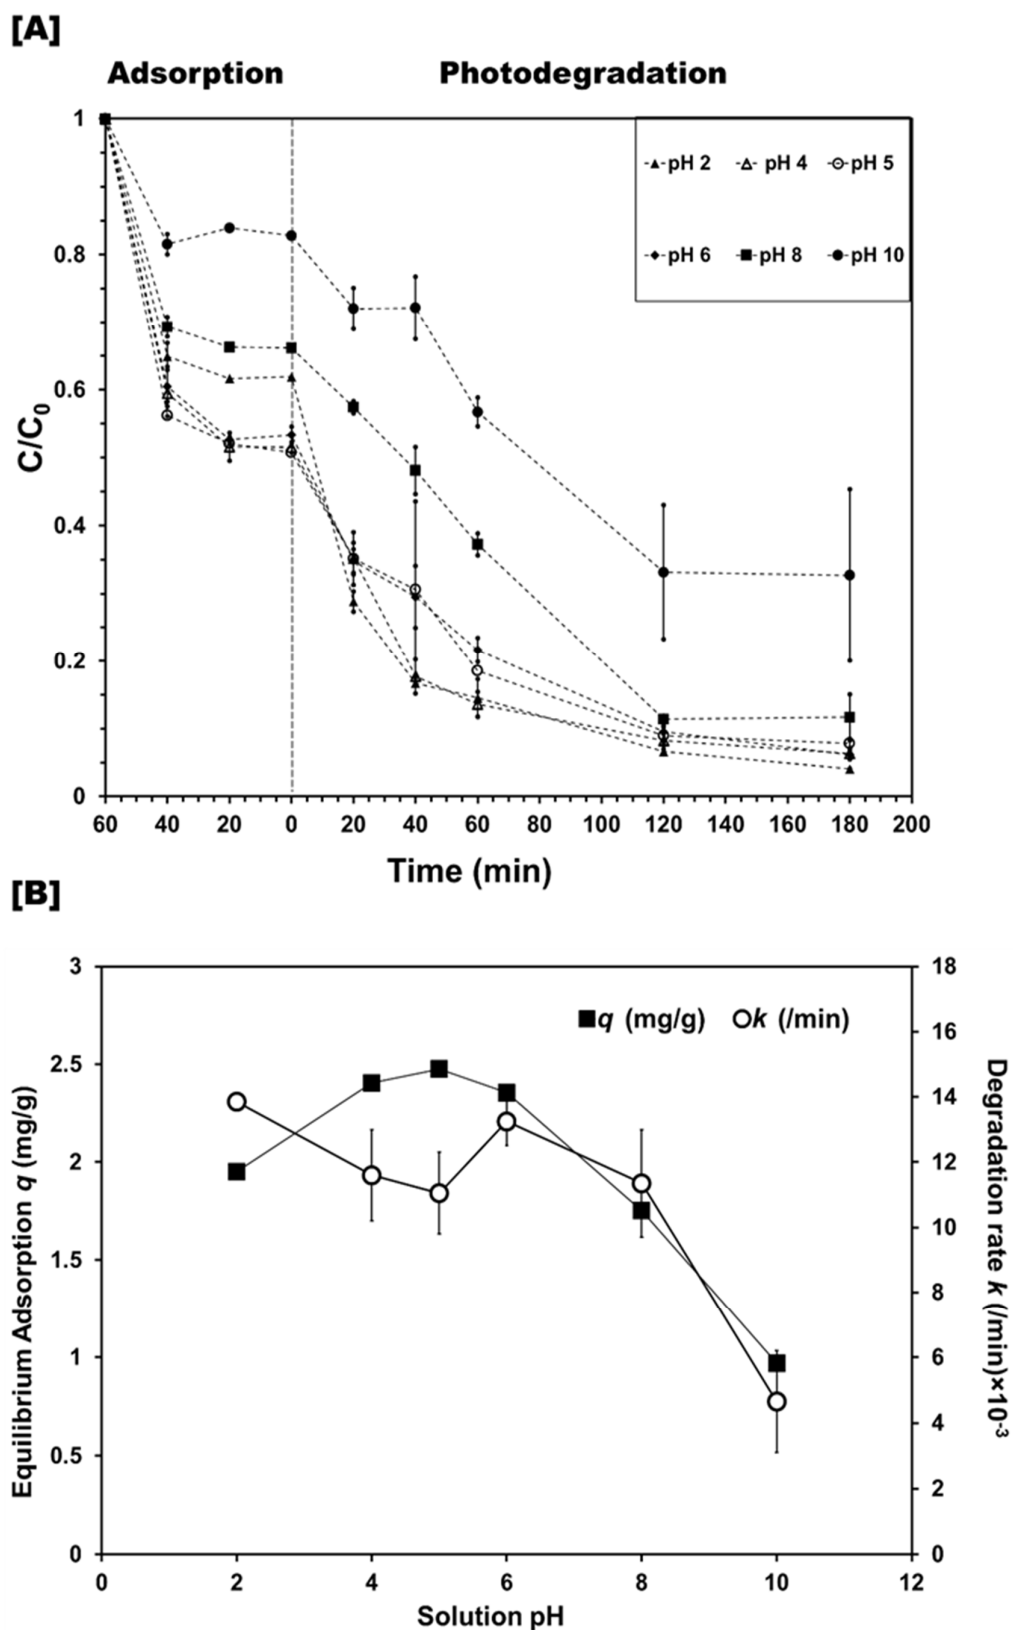 [A]
Adsorption Photodegradation
1
0.8
0.6
0.4
0.2
0
C/C0
pH 2 pH 4 pH 5
pH 6 pH 8 pH 10
60 40 20 0 20 40 60 80 100 120 140 160 180 200
Time (min)
[B]
3
2.5
2
1.5
1
0.5
0
Equilibrium Adsorption q (mg/g)
q (mg/g) k (/min)
18
16
14
12
10
8
6
4
2
0
Degradation rate k (/min)×10-3
0 2 4 6 8 10 12
Solution pH